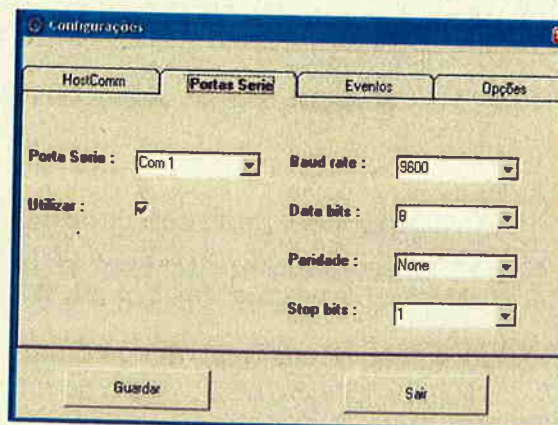 Configurações
HostComm Portas Serie Eventos Opções
Porta Serie : Com 1 Baud rate : 9600
Utilizar : Data bits : 8
Paridade : None
Stop bits : 1
Guardar Sair